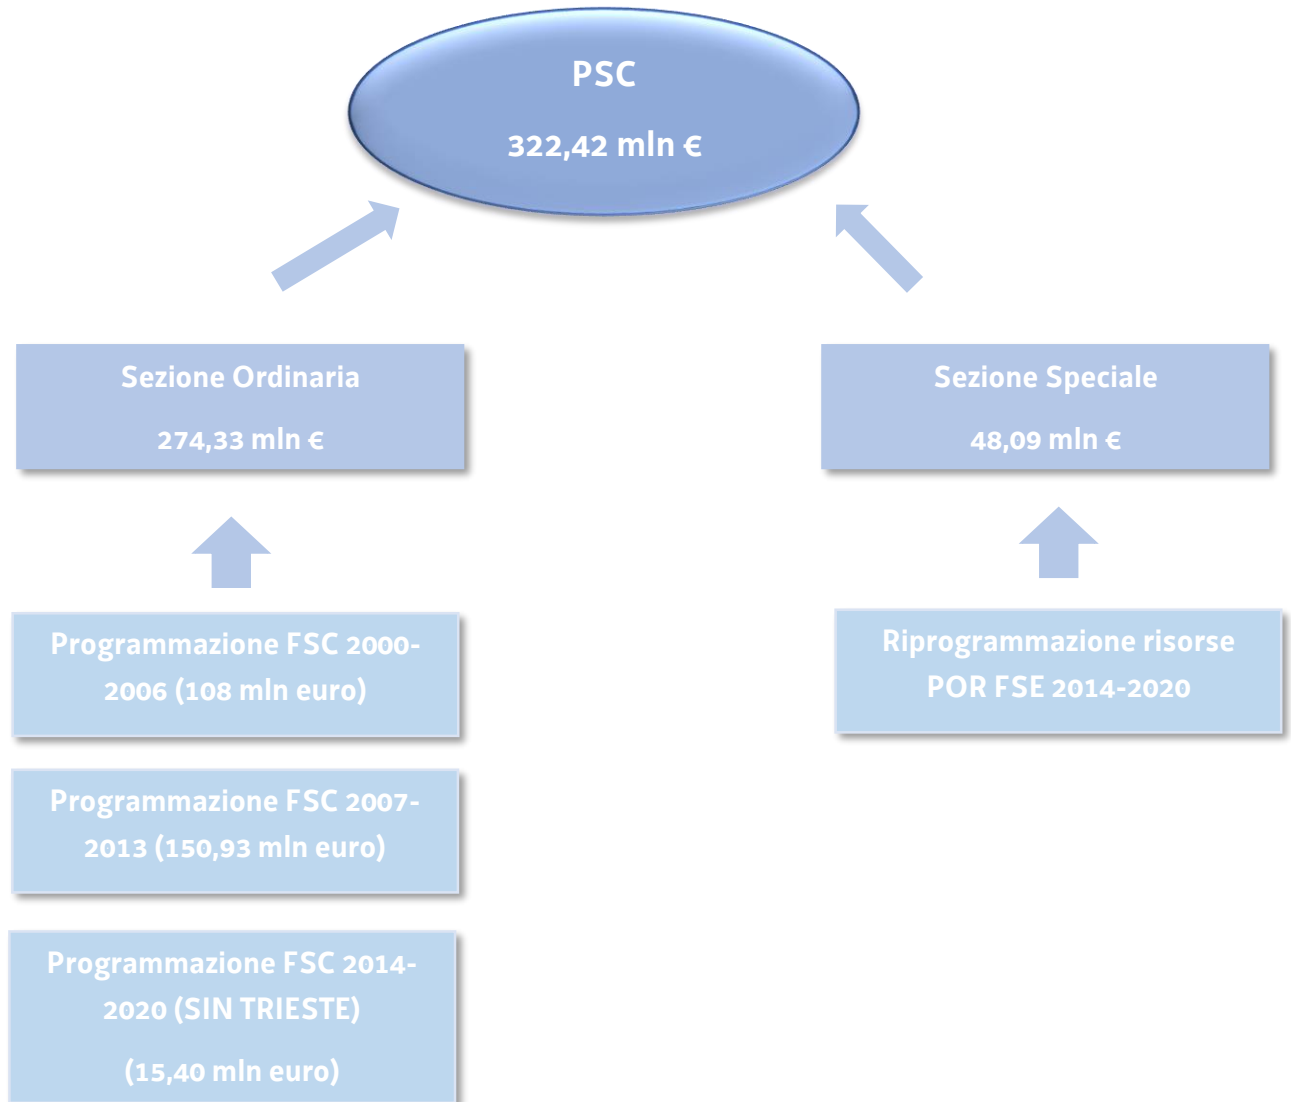 PSC
322,42 mln €
Sezione Ordinaria
274,33 mln €
Sezione Speciale
48,09 mln €
Programmazione FSC 2000-
2006 (108 mln euro)
Riprogrammazione risorse
POR FSE 2014-2020
Programmazione FSC 2007-
2013 (150,93 mln euro)
Programmazione FSC 2014-
2020 (SIN TRIESTE)
(15,40 mln euro)